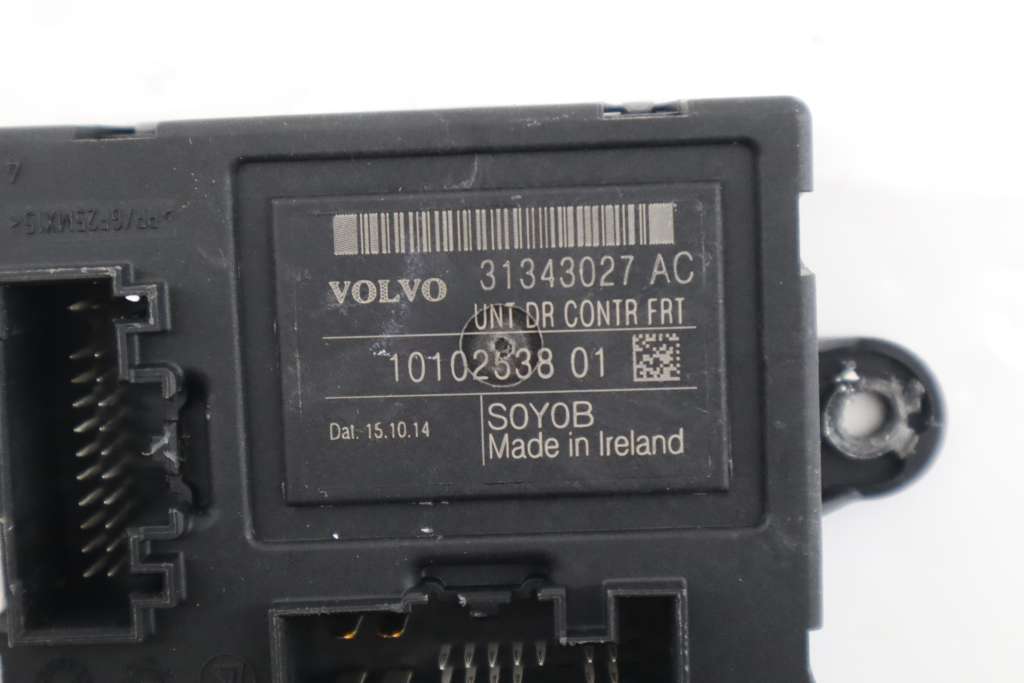 VOLVO 31343027 AC
UNT DR CONTR FRT
10102538 01
Dat. 15.10.14
S0Y0B
Made in Ireland